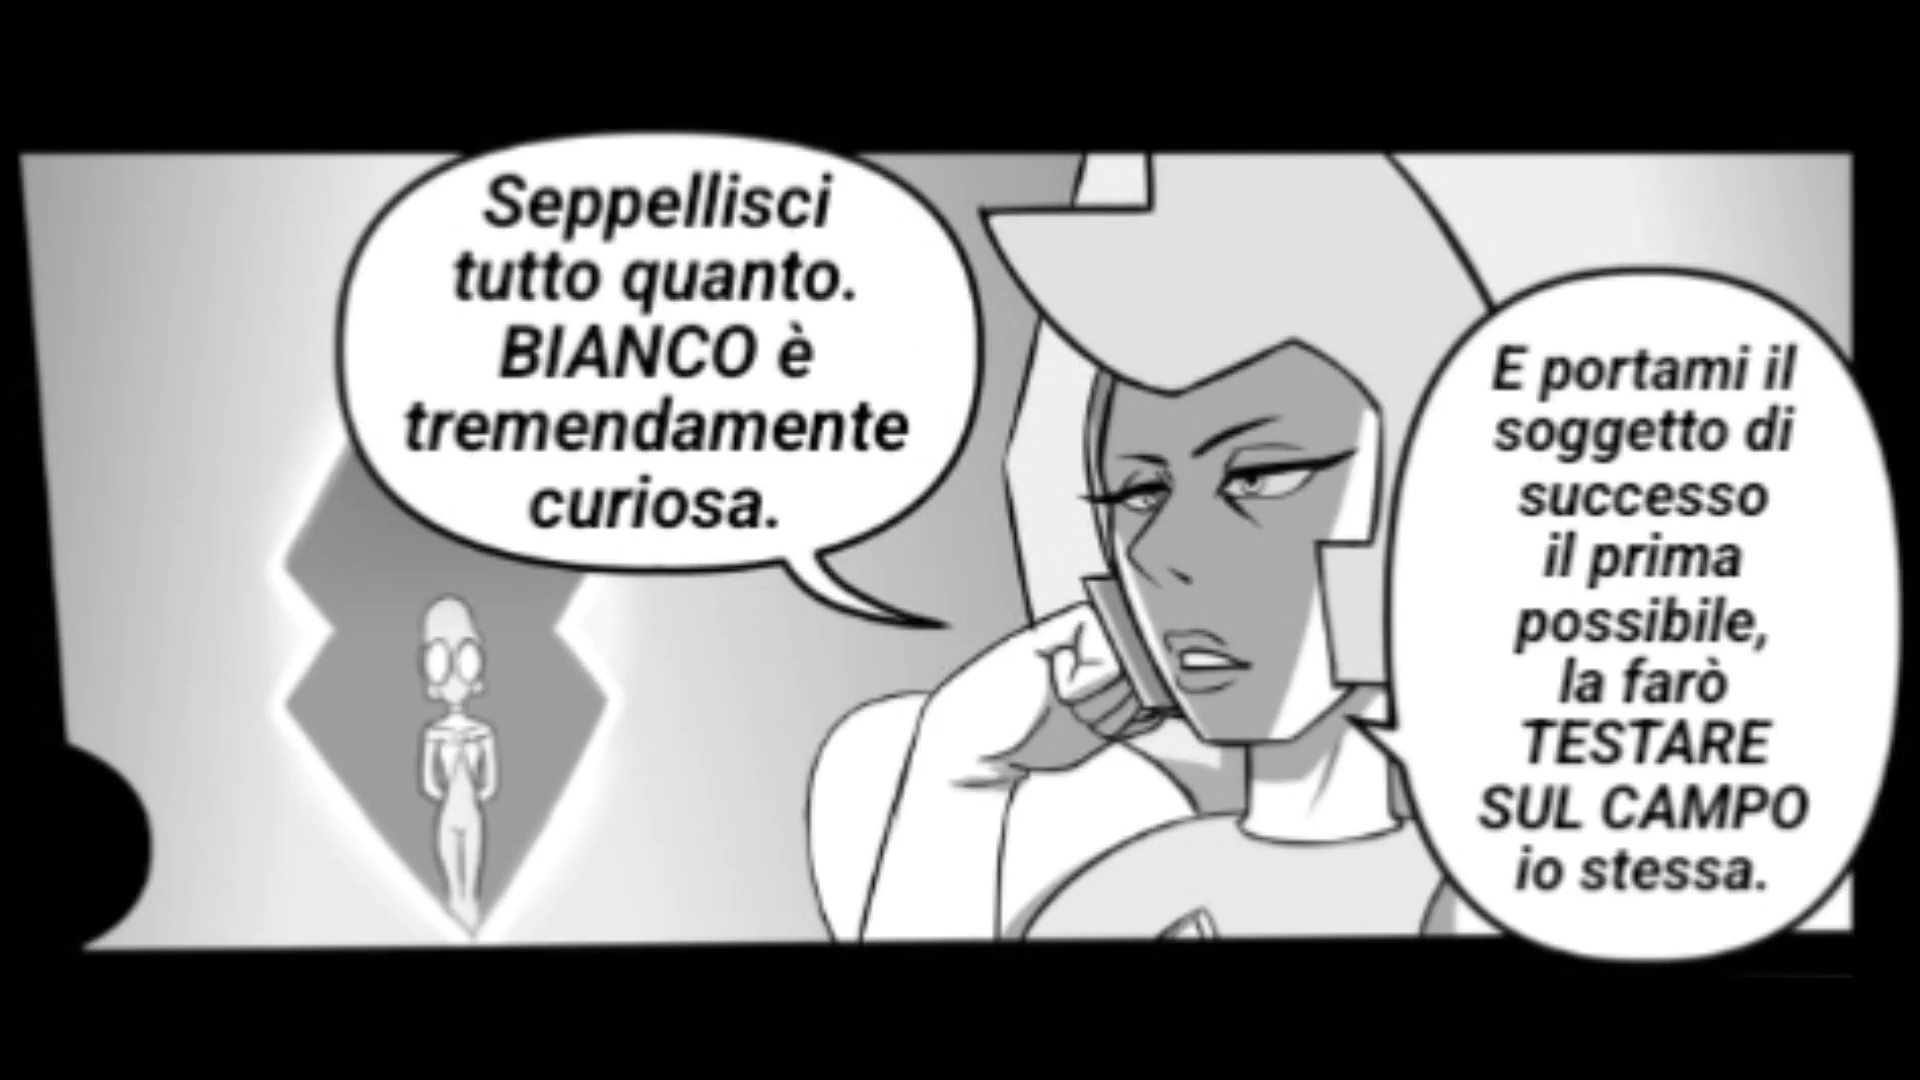 Seppellisci
tutto quanto.
BIANCO è
tremendamente
curiosa.
E portami il
soggetto di
successo
il prima
possibile,
la farò
TESTARE
SUL CAMPO
io stessa.